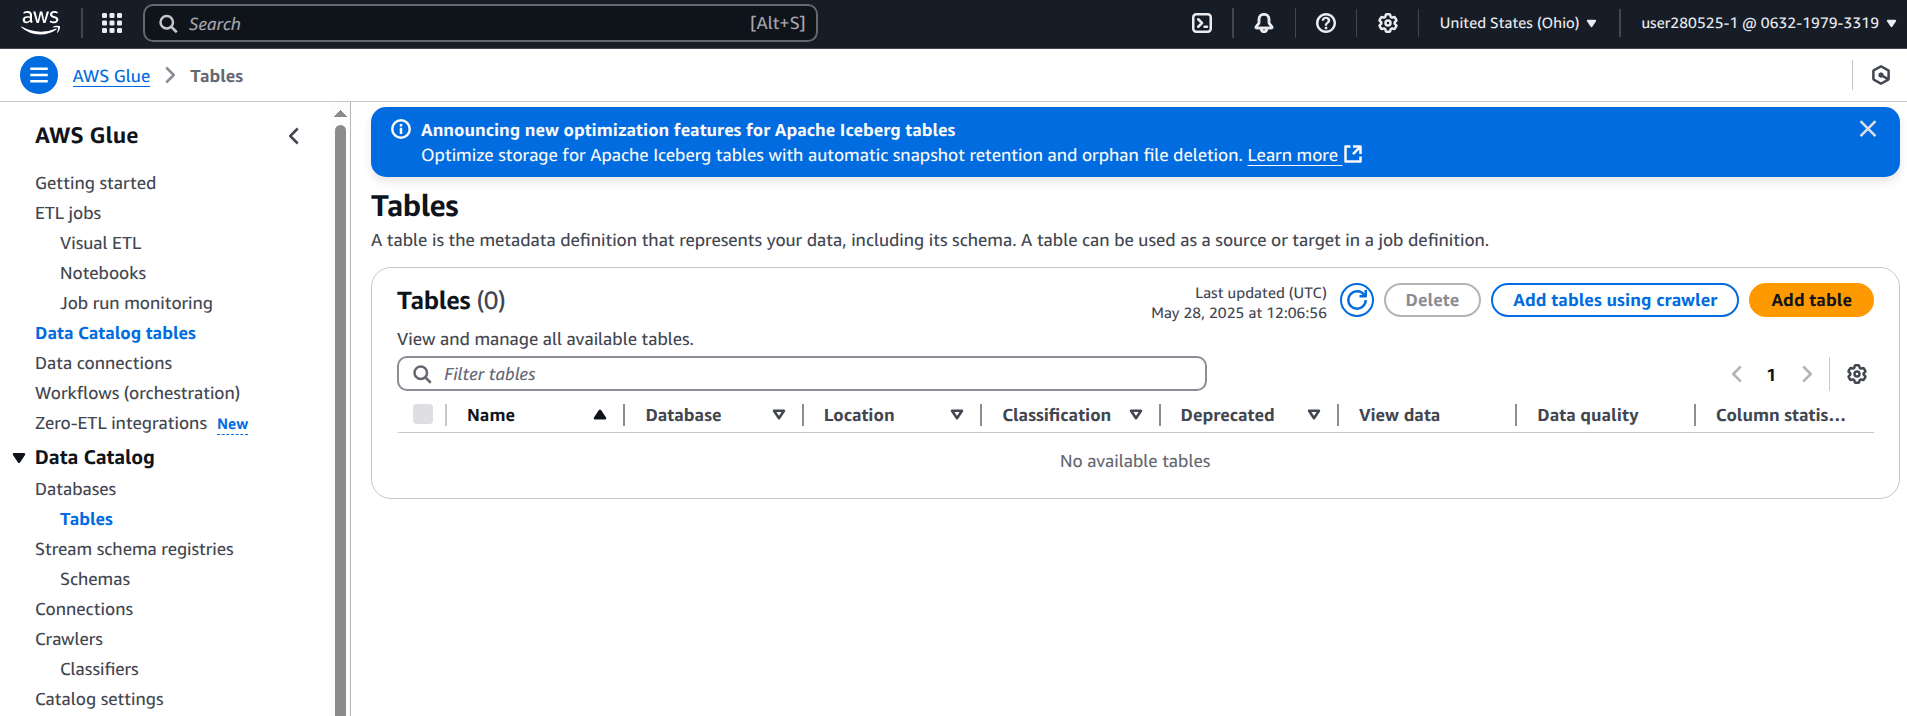 aws
Search [Alt+S]
United States (Ohio)
user280525-1 @ 0632-1979-3319
AWS Glue
Tables
AWS Glue
Getting started
ETL jobs
Visual ETL
Notebooks
Job run monitoring
Data Catalog tables
Data connections
Workflows (orchestration)
Zero-ETL integrations New
Data Catalog
Databases
Tables
Stream schema registries
Schemas
Connections
Crawlers
Classifiers
Catalog settings
Announcing new optimization features for Apache Iceberg tables
Optimize storage for Apache Iceberg tables with automatic snapshot retention and orphan file deletion. Learn more
Tables
A table is the metadata definition that represents your data, including its schema. A table can be used as a source or target in a job definition.
Tables (0)
Last updated (UTC)
May 28, 2025 at 12:06:56
Delete
Add tables using crawler
Add table
View and manage all available tables.
Filter tables
1
Name Database Location Classification Deprecated View data Data quality Column statis...
No available tables